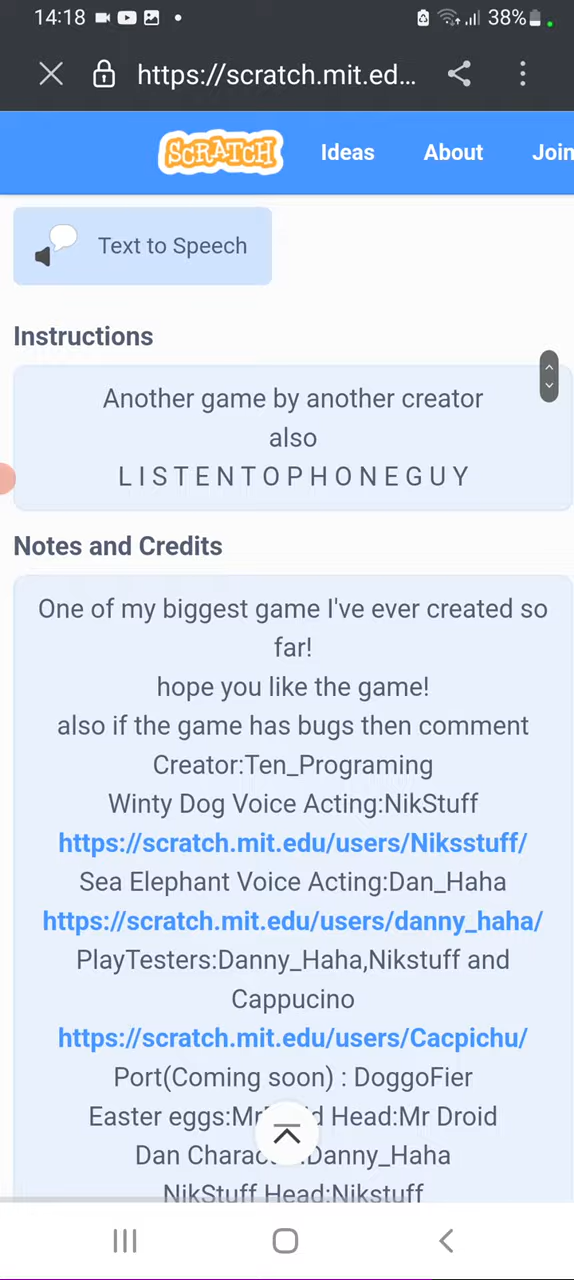 14:18
38%
https://scratch.mit.ed...
SCRATCH
Ideas
About
Join
Text to Speech
Instructions
Another game by another creator
also
L I S T E N T O P H O N E G U Y
Notes and Credits
One of my biggest game I've ever created so
far!
hope you like the game!
also if the game has bugs then comment
Creator:Ten_Programing
Winty Dog Voice Acting:NikStuff
https://scratch.mit.edu/users/Niksstuff/
Sea Elephant Voice Acting:Dan_Haha
https://scratch.mit.edu/users/danny_haha/
PlayTesters:Danny_Haha,Nikstuff and
Cappucino
https://scratch.mit.edu/users/Cacpichu/
Port(Coming soon) : DoggoFier
Easter eggs: Head:Mr Droid
Dan Danny_Haha
NikStuff Head:Nikstuff